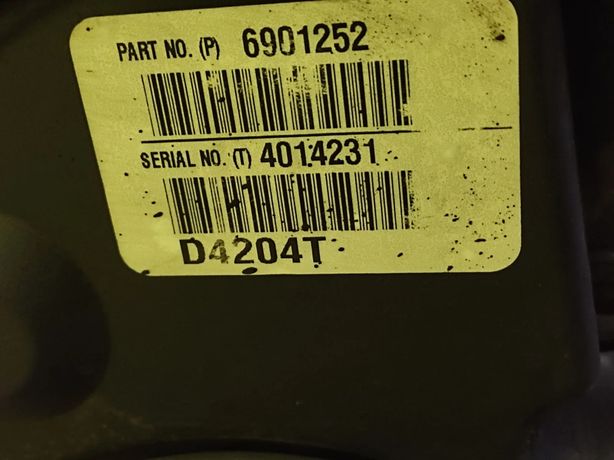 PART NO. (P) 6901252
SERIAL NO. (T) 4014231
D4204T